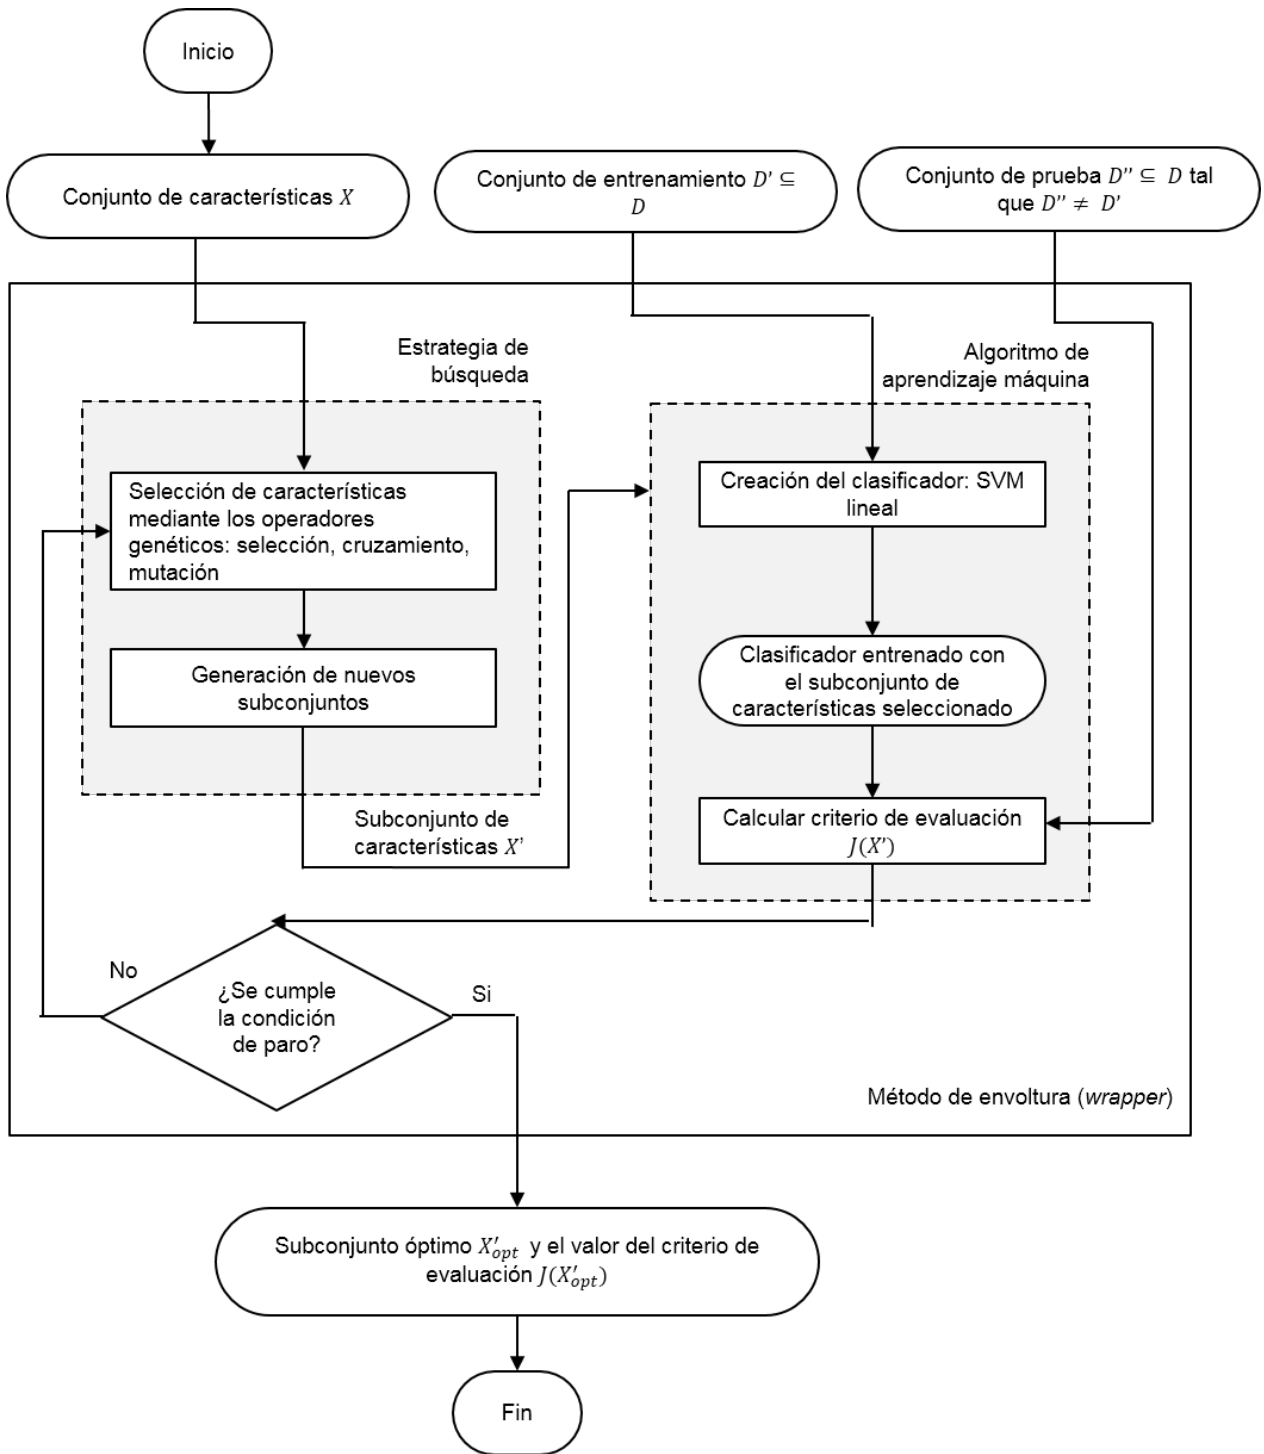 Inicio
Conjunto de características X
Conjunto de entrenamiento D' ⊆
D
Conjunto de prueba D'' ⊆ D tal
que D'' ≠ D'
Estrategia de
búsqueda
Algoritmo de
aprendizaje máquina
Selección de características
mediante los operadores
genéticos: selección, cruzamiento,
mutación
Creación del clasificador: SVM
lineal
Generación de nuevos
subconjuntos
Clasificador entrenado con
el subconjunto de
características seleccionado
Subconjunto de
características X'
Calcular criterio de evaluación
J(X')
No
¿Se cumple
la condición
de paro?
Si
Método de envoltura (wrapper)
Subconjunto óptimo X'opt y el valor del criterio de
evaluación J(X'opt)
Fin